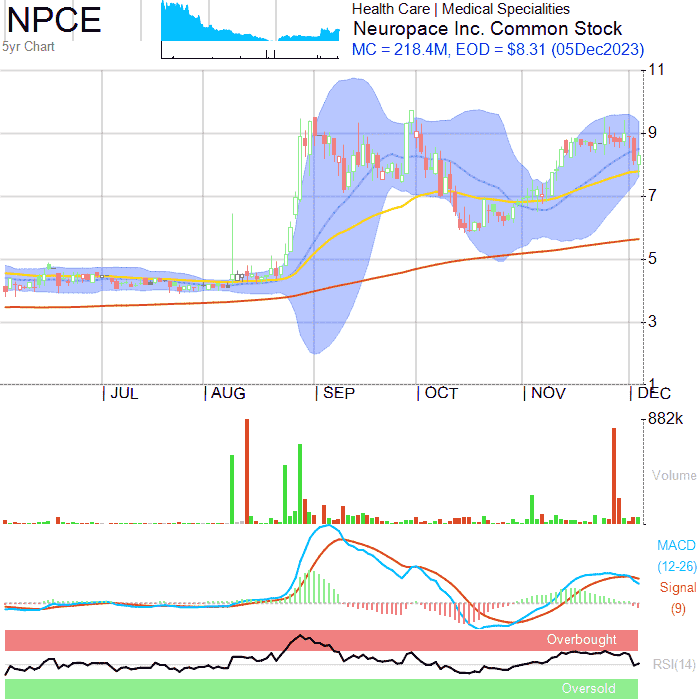 NPCE
5yr Chart
Health Care | Medical Specialities
Neuropace Inc. Common Stock
MC = 218.4M, EOD = $8.31 (05Dec2023)
11
9
7
5
3
1
| JUL | AUG | SEP | OCT | NOV | DEC
882k
Volume
MACD
(12-26)
Signal
(9)
Overbought
RSI(14)
Oversold